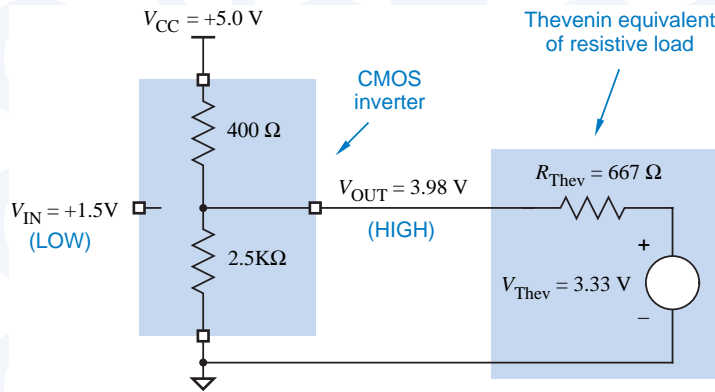 VCC = +5.0 V
Thevenin equivalent
of resistive load
CMOS
inverter
400 Ω
RThev = 667 Ω
VOUT = 3.98 V
VIN = +1.5V
(LOW)
(HIGH)
2.5KΩ
+
VThev = 3.33 V
−